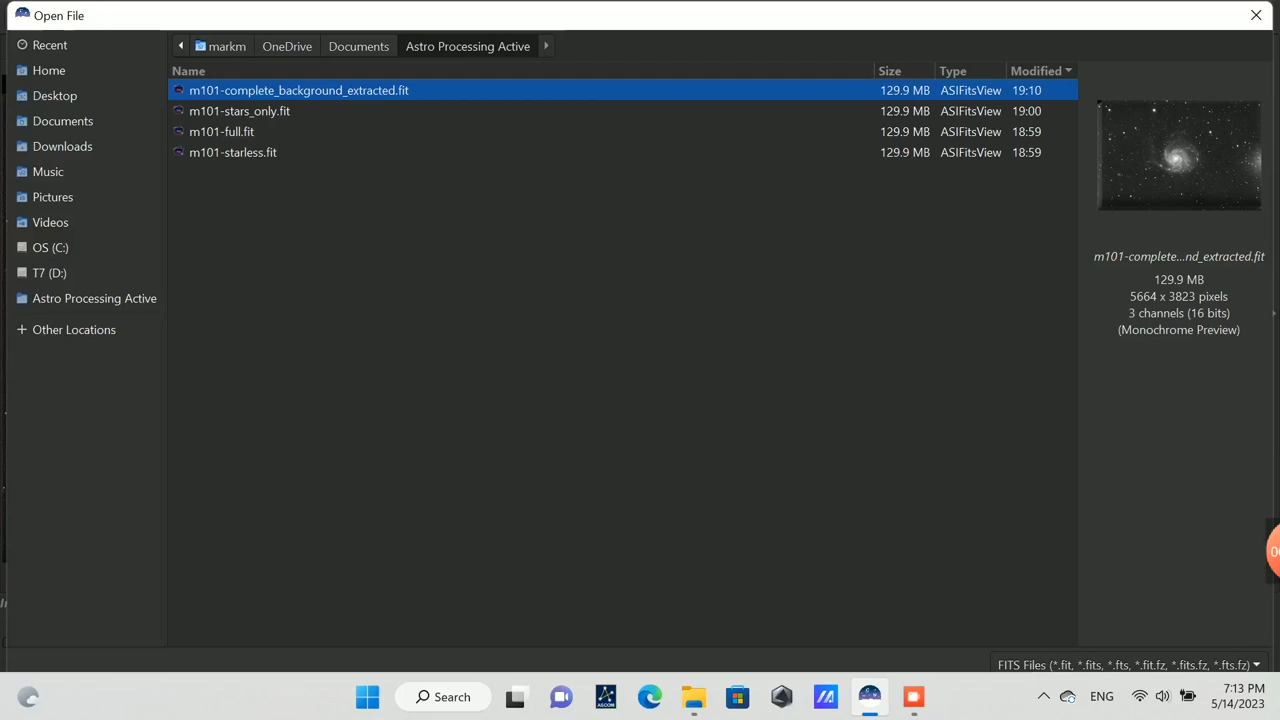 Open File
Recent
Home
Desktop
Documents
Downloads
Music
Pictures
Videos
OS (C:)
T7 (D:)
Astro Processing Active
Other Locations
markm OneDrive Documents Astro Processing Active
Name Size Type Modified
m101-complete_background_extracted.fit 129.9 MB ASIFitsView 19:10
m101-stars_only.fit 129.9 MB ASIFitsView 19:00
m101-full.fit 129.9 MB ASIFitsView 18:59
m101-starless.fit 129.9 MB ASIFitsView 18:59
m101-complete...nd_extracted.fit
129.9 MB
5664 x 3823 pixels
3 channels (16 bits)
(Monochrome Preview)
FITS Files (*.fit, *.fits, *.fts, *.fit.fz, *.fits.fz, *.fts.fz)
Search
ASCOM
ENG
7:13 PM
5/14/2023